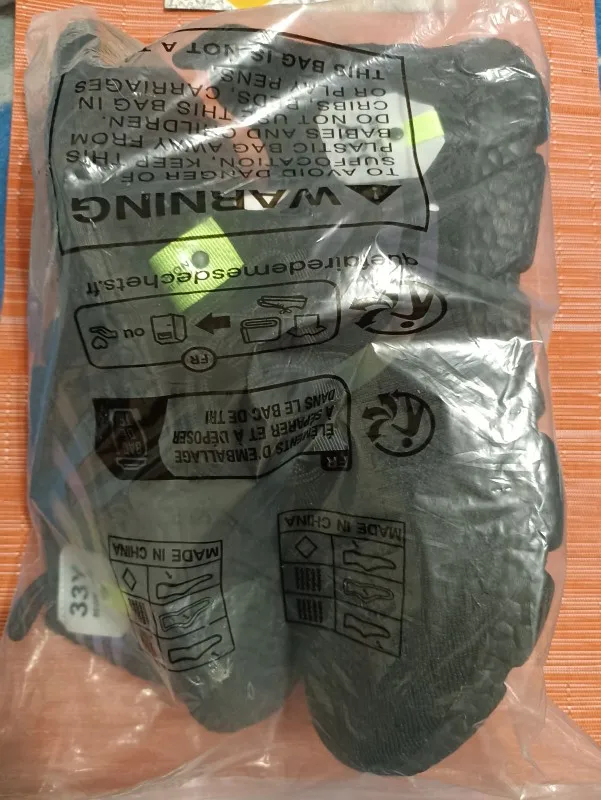 33Y
MADE IN CHINA
MADE IN CHINA
FR
ÉLÉMENTS D'EMBALLAGE
À SÉPARER ET À DÉPOSER
DANS LE BAC DE TRI
FR
ou
quefairedemesdechets.fr
WARNING
TO AVOID DANGER OF
SUFFOCATION, KEEP THIS
PLASTIC BAG AWAY FROM
BABIES AND CHILDREN.
DO NOT USE THIS BAG IN
CRIBS, BEDS, CARRIAGES
OR PLAY PENS.
THIS BAG IS NOT A